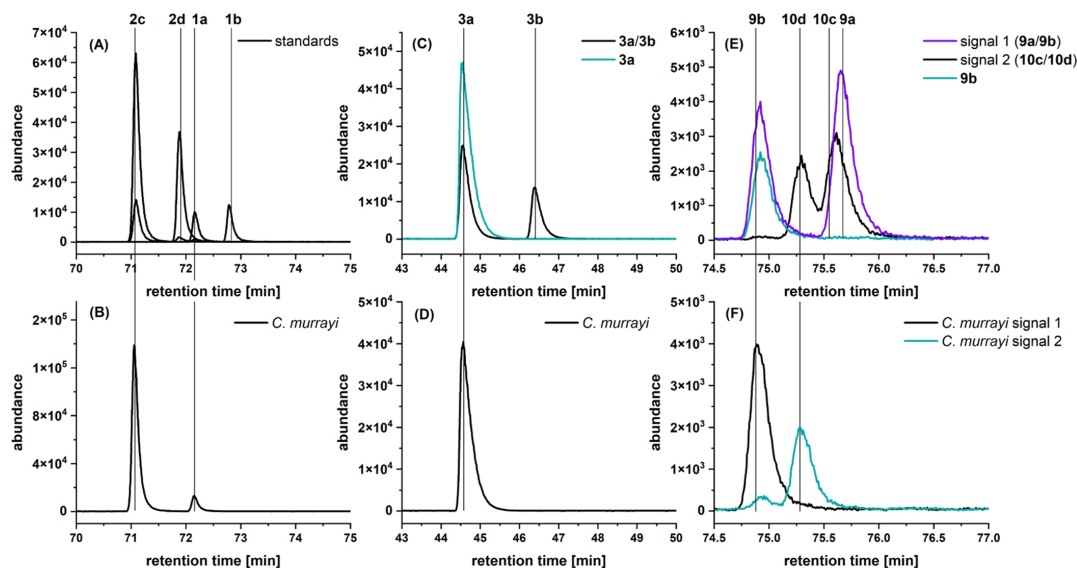 2c 2d 1a 1b
(A) standards
7×10⁴
6×10⁴
5×10⁴
4×10⁴
3×10⁴
2×10⁴
1×10⁴
0
abundance
70 71 72 73 74 75
retention time [min]
3a 3b
(C) 3a/3b
3a
5×10⁴
4×10⁴
3×10⁴
2×10⁴
1×10⁴
0
abundance
43 44 45 46 47 48 49 50
retention time [min]
9b 10d 10c 9a
(E) signal 1 (9a/9b)
signal 2 (10c/10d)
9b
6×10³
5×10³
4×10³
3×10³
2×10³
1×10³
0
abundance
74.5 75.0 75.5 76.0 76.5 77.0
retention time [min]
(B) C. murrayi
2×10⁵
1×10⁵
8×10⁴
4×10⁴
0
abundance
70 71 72 73 74 75
retention time [min]
(D) C. murrayi
5×10⁴
4×10⁴
3×10⁴
2×10⁴
1×10⁴
0
abundance
43 44 45 46 47 48 49 50
retention time [min]
(F) C. murrayi signal 1
C. murrayi signal 2
5×10³
4×10³
3×10³
2×10³
1×10³
0
abundance
74.5 75.0 75.5 76.0 76.5 77.0
retention time [min]